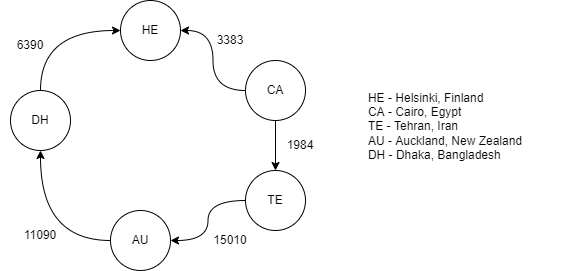 HE
6390
3383
CA
DH
1984
TE
11090
15010
AU
HE - Helsinki, Finland
CA - Cairo, Egypt
TE - Tehran, Iran
AU - Auckland, New Zealand
DH - Dhaka, Bangladesh